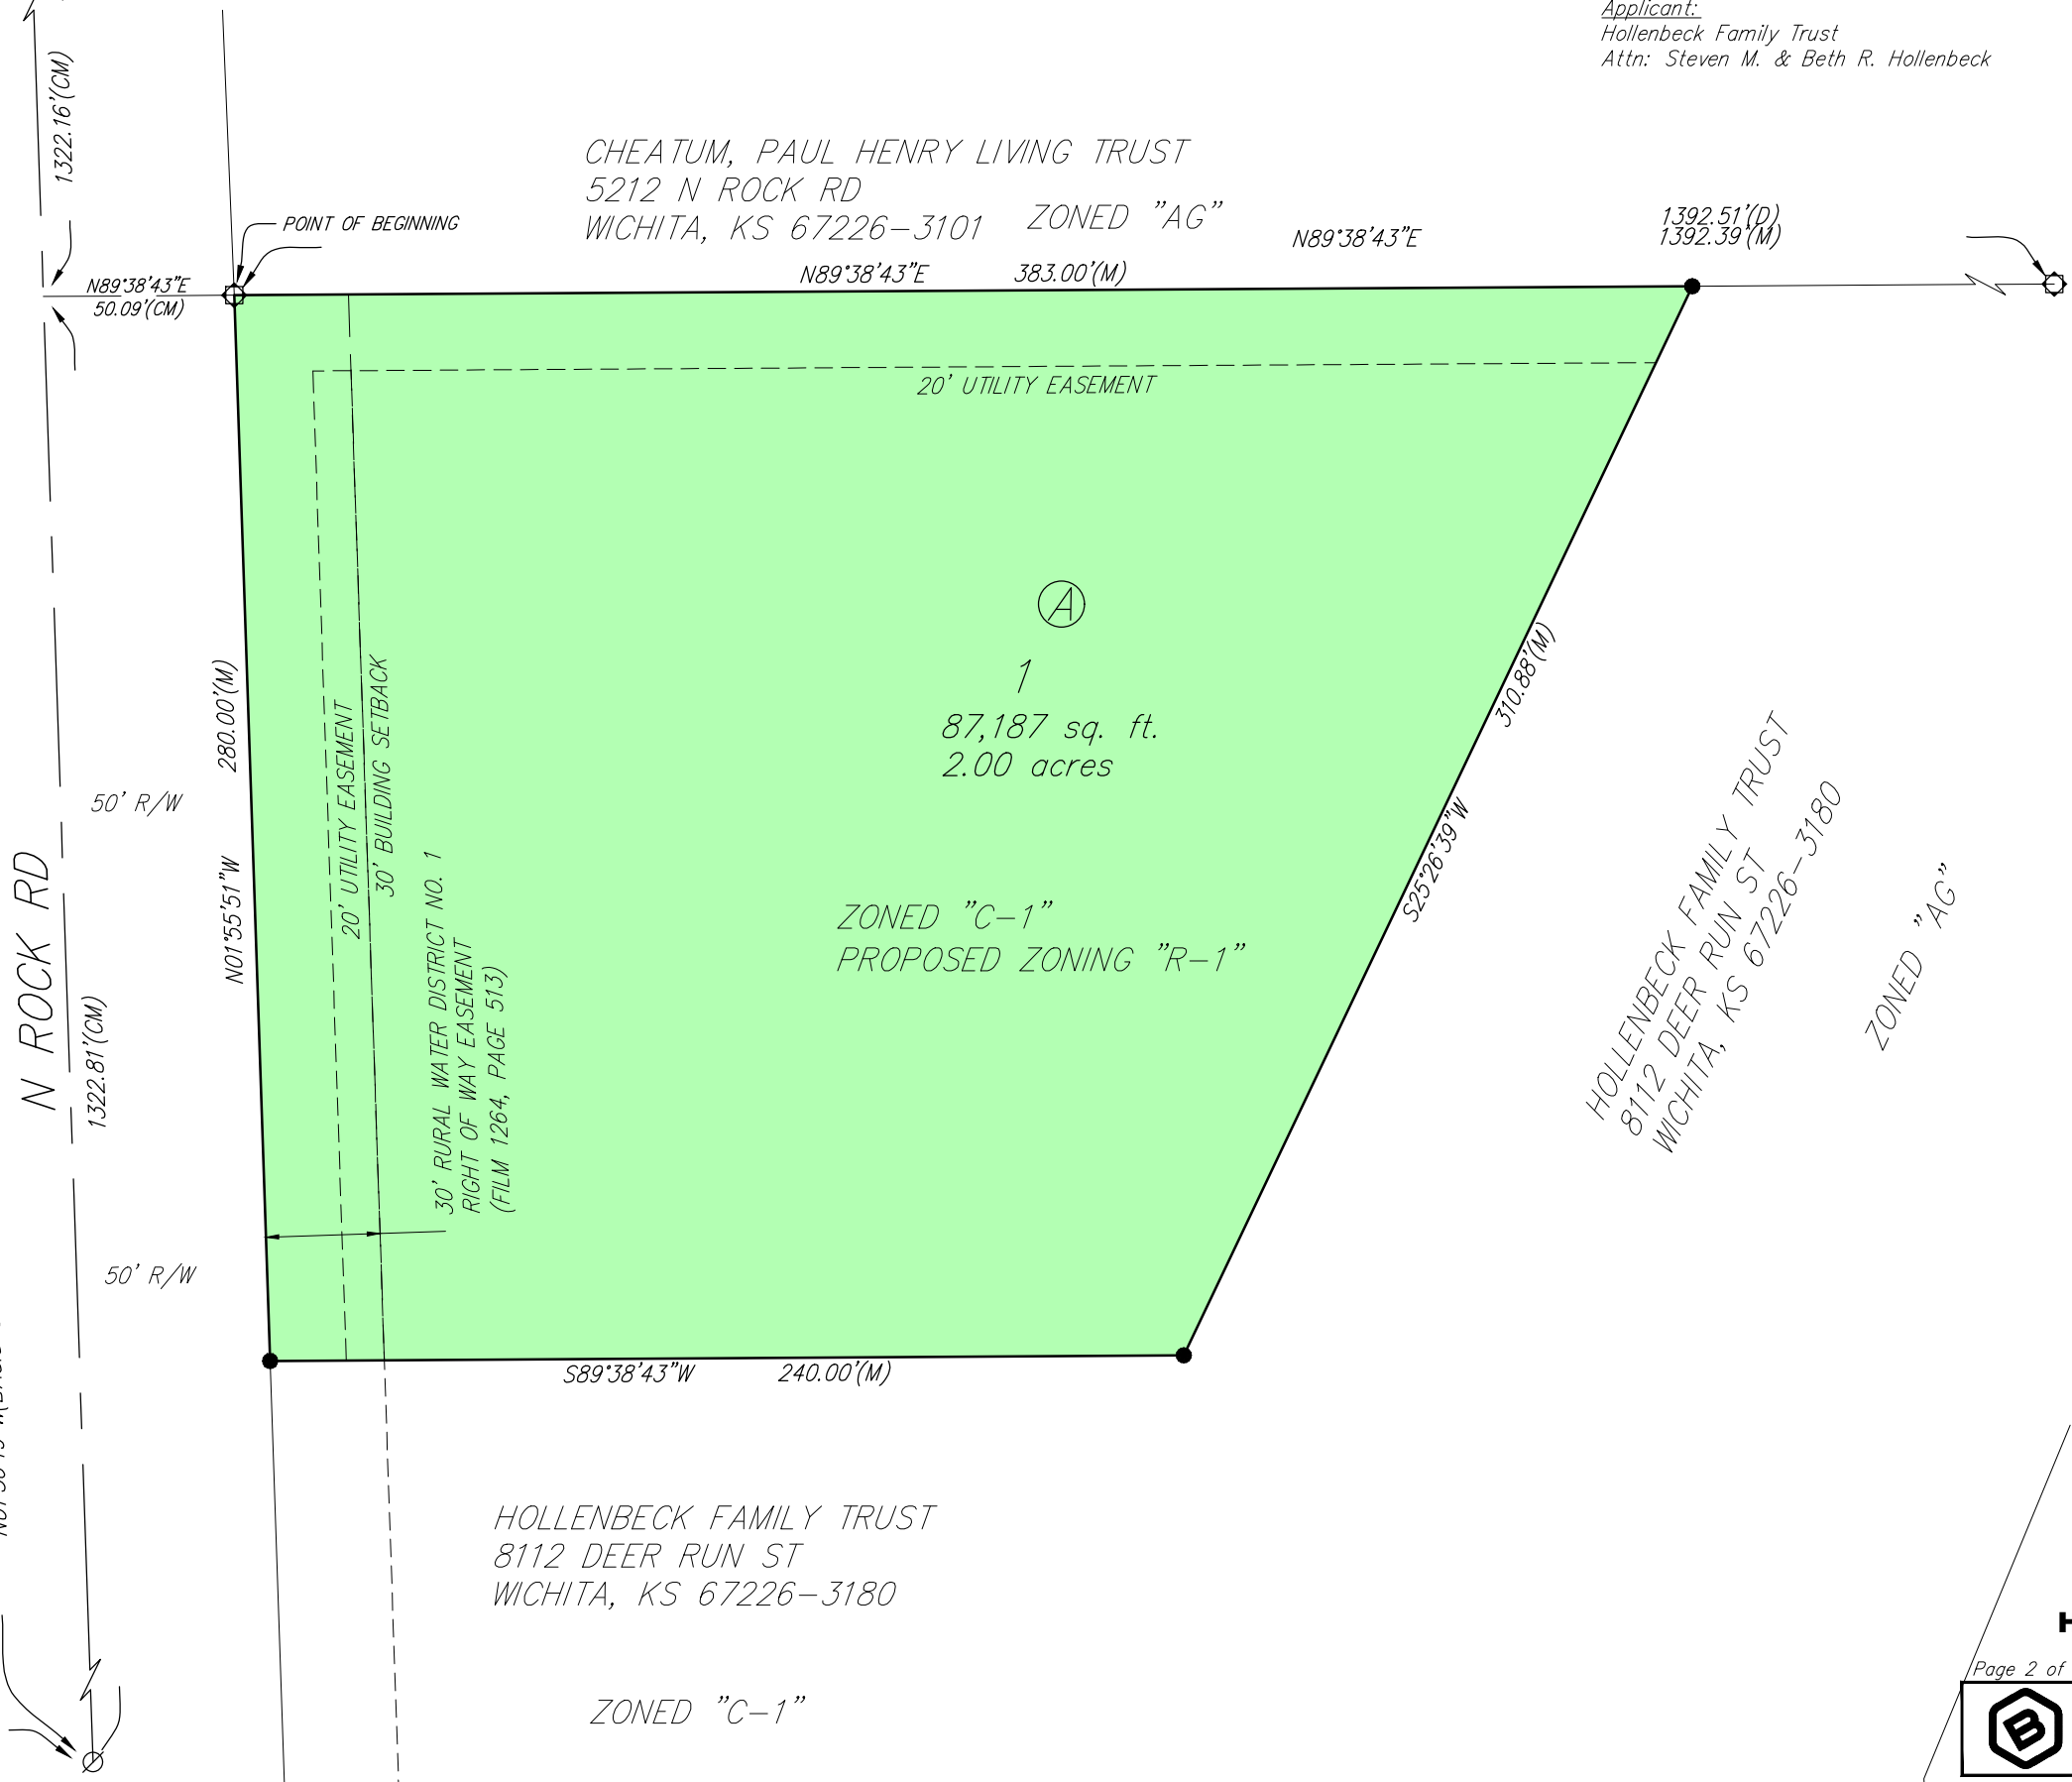 Applicant:
Hollenbeck Family Trust
Attn: Steven M. & Beth R. Hollenbeck
1322.16'(CM)
CHEATUM, PAUL HENRY LIVING TRUST
5212 N ROCK RD
WICHITA, KS 67226-3101
ZONED "AG"
POINT OF BEGINNING
N89°38'43"E
1392.51'(D)
1392.39'(M)
N89°38'43"E
50.09'(CM)
N89°38'43"E 383.00'(M)
20' UTILITY EASEMENT
A
1
87,187 sq. ft.
2.00 acres
ZONED "C-1"
PROPOSED ZONING "R-1"
280.00'(M)
N01°55'51"W
20' UTILITY EASEMENT
30' BUILDING SETBACK
30' RURAL WATER DISTRICT NO. 1
RIGHT OF WAY EASEMENT
(FILM 1264, PAGE 513)
310.88'(M)
S25°26'39"W
50' R/W
N ROCK RD
1322.81'(CM)
50' R/W
HOLLENBECK FAMILY TRUST
8112 DEER RUN ST
WICHITA, KS 67226-3180
ZONED "AG"
S89°38'43"W 240.00'(M)
HOLLENBECK FAMILY TRUST
8112 DEER RUN ST
WICHITA, KS 67226-3180
ZONED "C-1"
Page 2 of
B